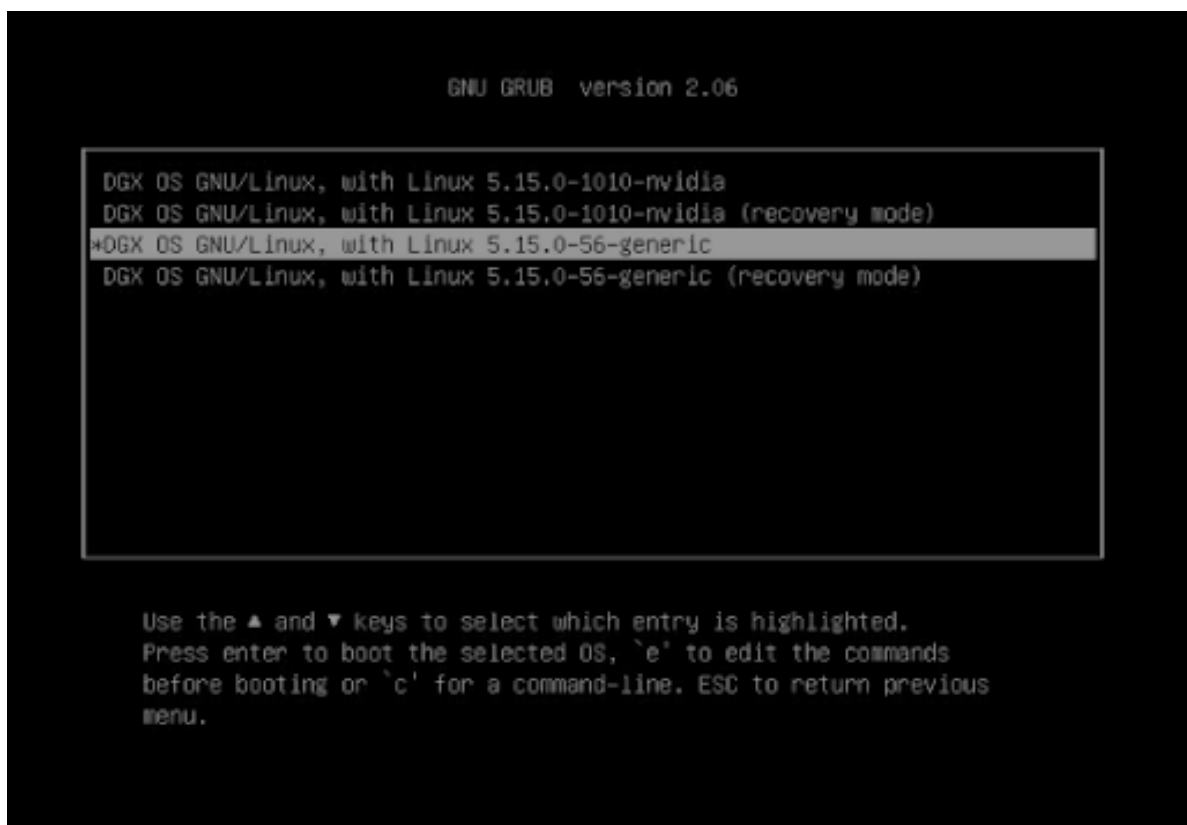 GNU GRUB  version 2.06
DGX OS GNU/Linux, with Linux 5.15.0-1010-nvidia
DGX OS GNU/Linux, with Linux 5.15.0-1010-nvidia (recovery mode)
*DGX OS GNU/Linux, with Linux 5.15.0-56-generic
DGX OS GNU/Linux, with Linux 5.15.0-56-generic (recovery mode)
Use the ▲ and ▼ keys to select which entry is highlighted.
Press enter to boot the selected OS, `e' to edit the commands
before booting or `c' for a command-line. ESC to return previous
menu.